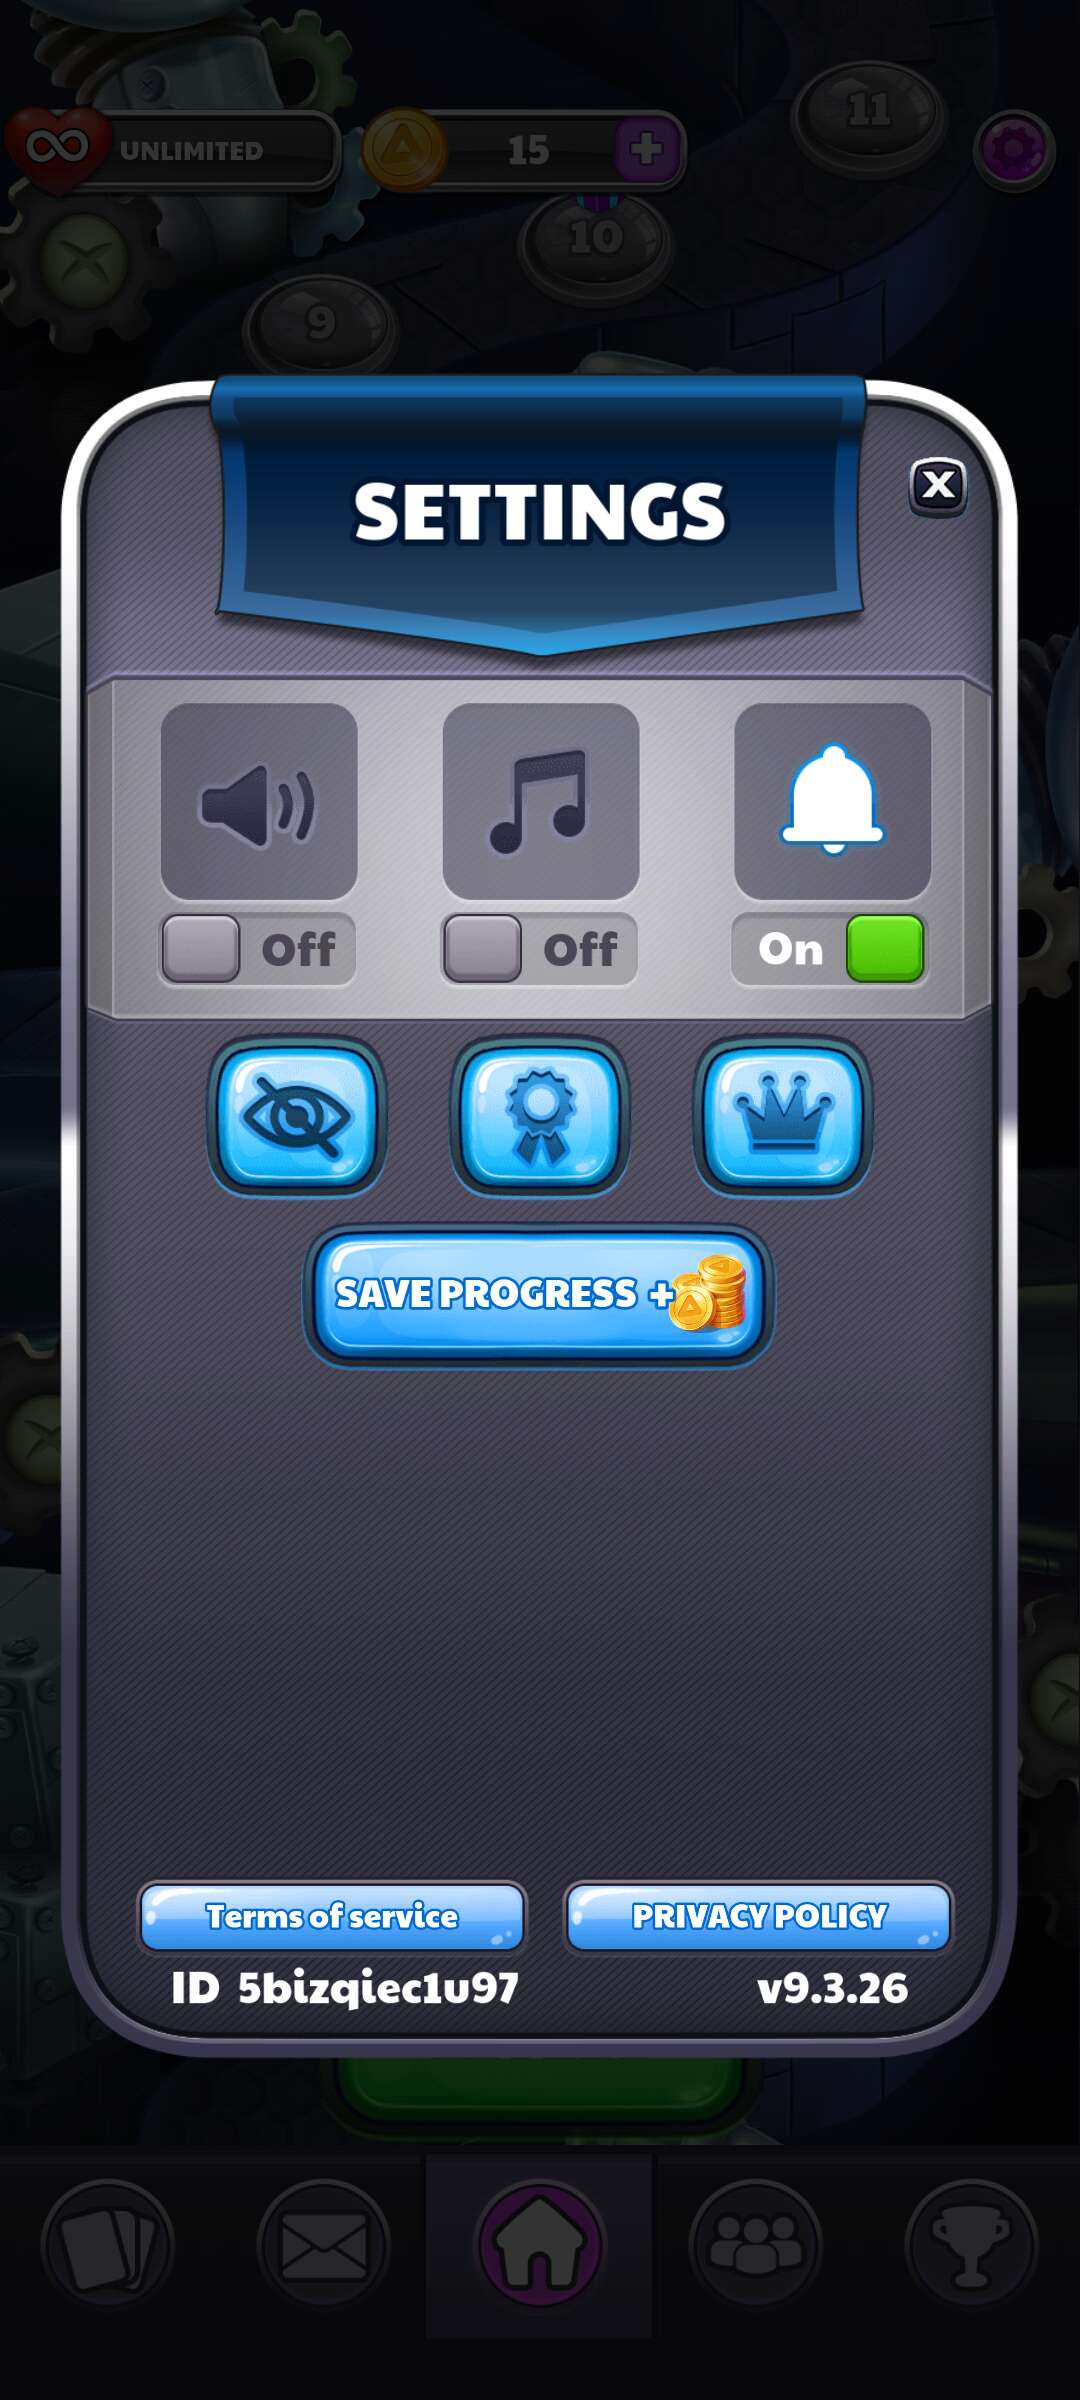 UNLIMITED 15 +
11
10
9
SETTINGS
X
Off Off On
SAVE PROGRESS +
Terms of service PRIVACY POLICY
ID 5bizqiec1u97 v9.3.26